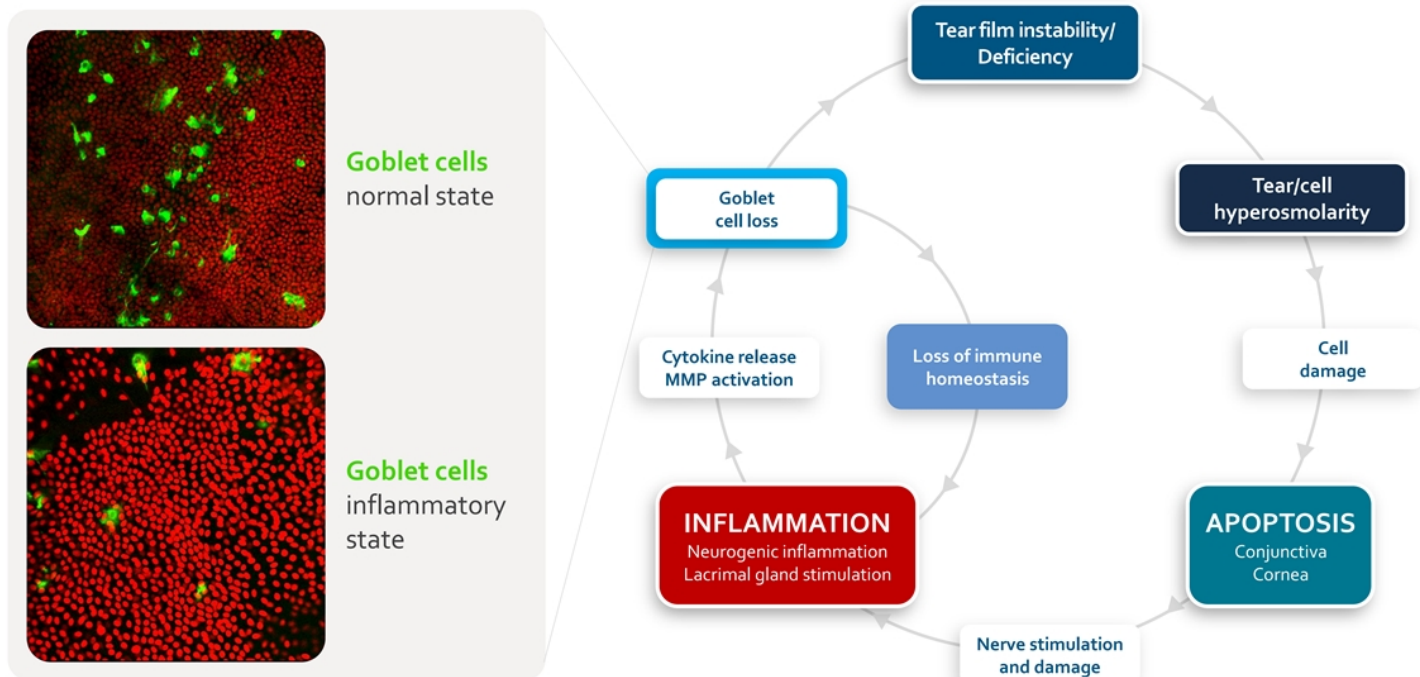 Goblet cells
normal state
Goblet cells
inflammatory
state
Tear film instability/
Deficiency
Tear/cell
hyperosmolarity
Cell
damage
APOPTOSIS
Conjunctiva
Cornea
Nerve stimulation
and damage
INFLAMMATION
Neurogenic inflammation
Lacrimal gland stimulation
Cytokine release
MMP activation
Goblet
cell loss
Loss of immune
homeostasis